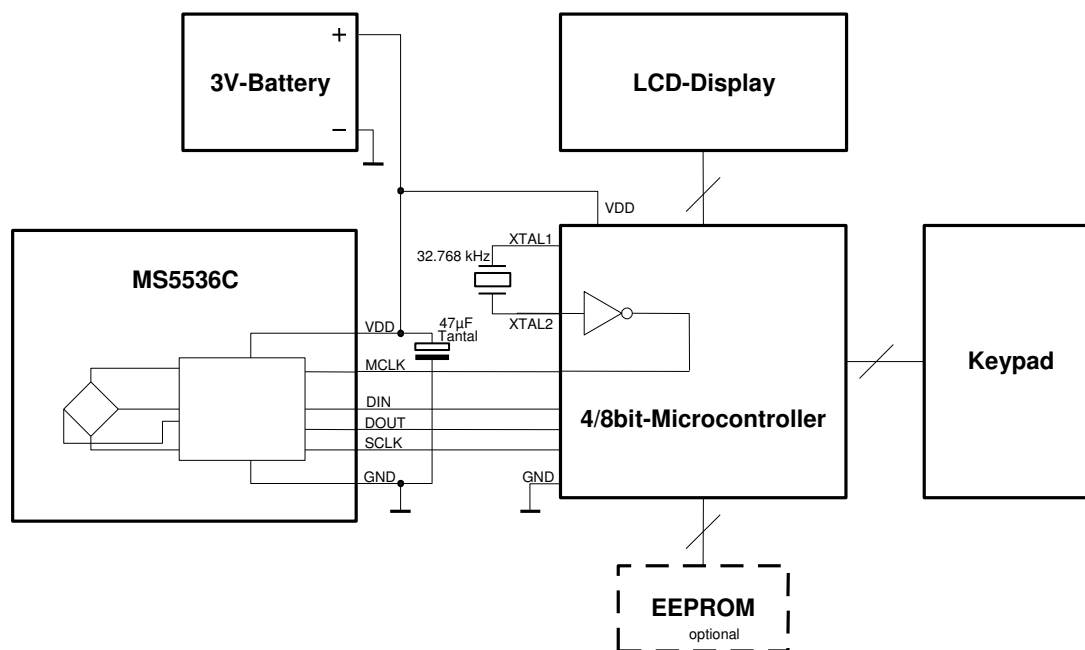 +
3V-Battery
−
LCD-Display
VDD
XTAL1
32.768 kHz
XTAL2
MS5536C
47µF
Tantal
VDD
MCLK
DIN
DOUT
SCLK
GND
GND
4/8bit-Microcontroller
Keypad
EEPROM
optional